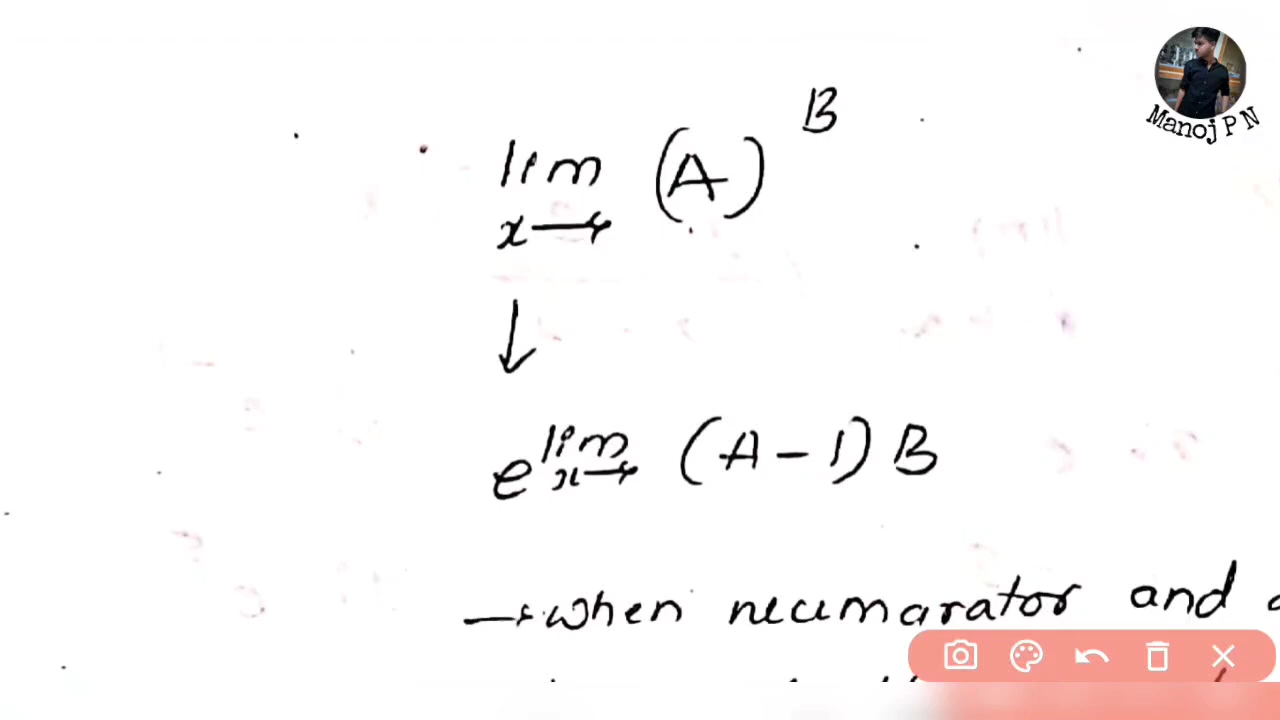 Manoj P N
lim (A)^B
x→
↓
e^lim (A-1)B
x→
→ when neumarator and